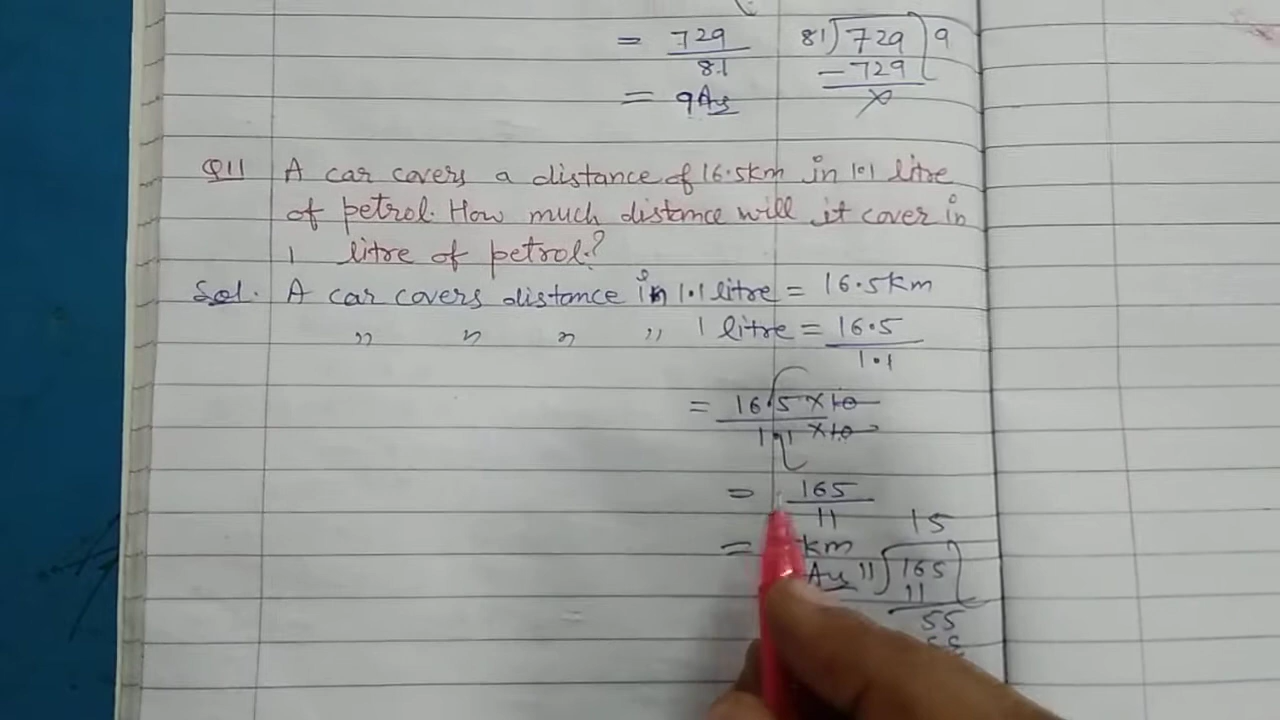 = 729 81)729(9
8.1 -729
= 9 Ans x
Q11 A car covers a distance of 16.5km in 1.1 litre
of petrol. How much distance will it cover in
1 litre of petrol?
Sol. A car covers distance in 1.1 litre = 16.5km
" " " " 1 litre = 16.5
1.1
= 16.5 x 10
1.1 x 10
= 165
11 15
= km
Ans 11)165
11
55
55